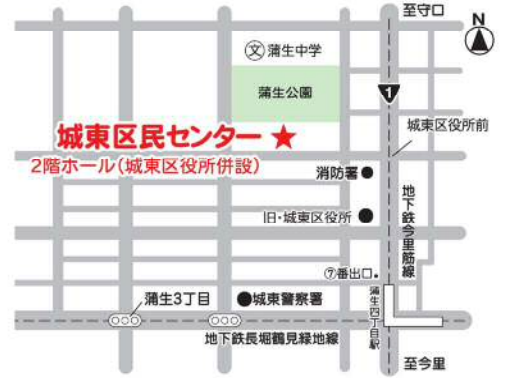 至守口
N
文 蒲生中学
蒲生公園
1
城東区役所前
城東区民センター ★
2階ホール(城東区役所併設)
消防署●
地下鉄今里筋線
旧・城東区役所 ●
⑦番出口
蒲生四丁目駅
蒲生3丁目
●城東警察署
地下鉄長堀鶴見緑地線
至今里